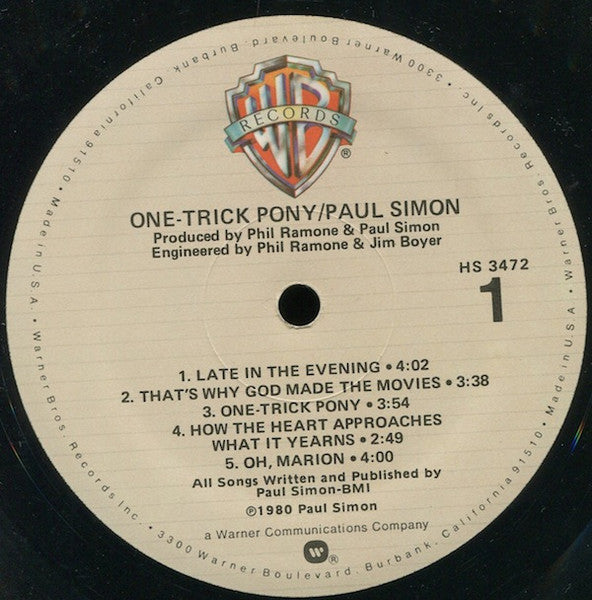 WB
RECORDS
®
ONE-TRICK PONY/PAUL SIMON
Produced by Phil Ramone & Paul Simon
Engineered by Phil Ramone & Jim Boyer
HS 3472
1
1. LATE IN THE EVENING • 4:02
2. THAT'S WHY GOD MADE THE MOVIES • 3:38
3. ONE-TRICK PONY • 3:54
4. HOW THE HEART APPROACHES
WHAT IT YEARNS • 2:49
5. OH, MARION • 4:00
All Songs Written and Published by
Paul Simon-BMI
℗1980 Paul Simon
a Warner Communications Company
®
Warner Bros. Records Inc. • 3300 Warner Boulevard, Burbank, California 91510 • Made in U.S.A. • Warner Bros. Records Inc. • 3300 Warner Boulevard, Burbank, California 91510 • Made in U.S.A. •